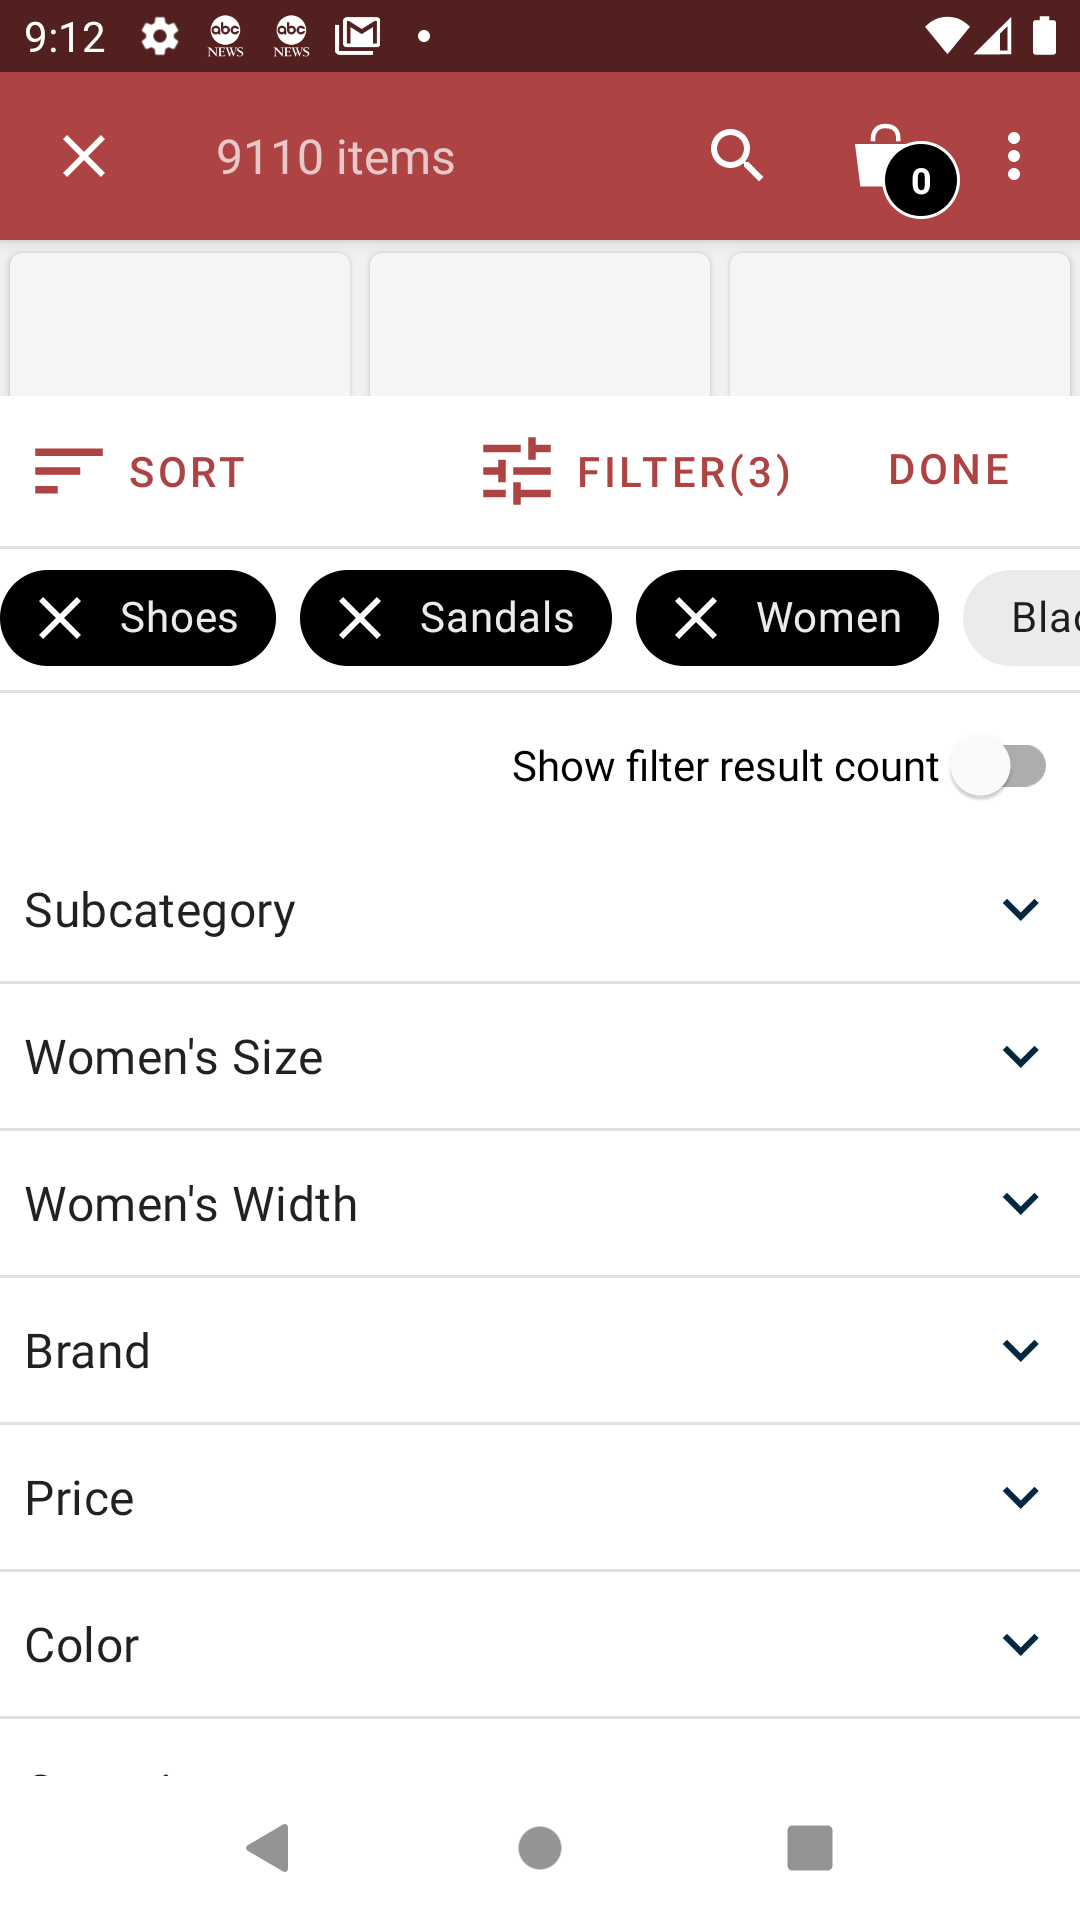 9:12
abc
NEWS
abc
NEWS
9110 items
0
SORT
FILTER(3)
DONE
Shoes
Sandals
Women
Show filter result count
Subcategory
Women's Size
Women's Width
Brand
Price
Color